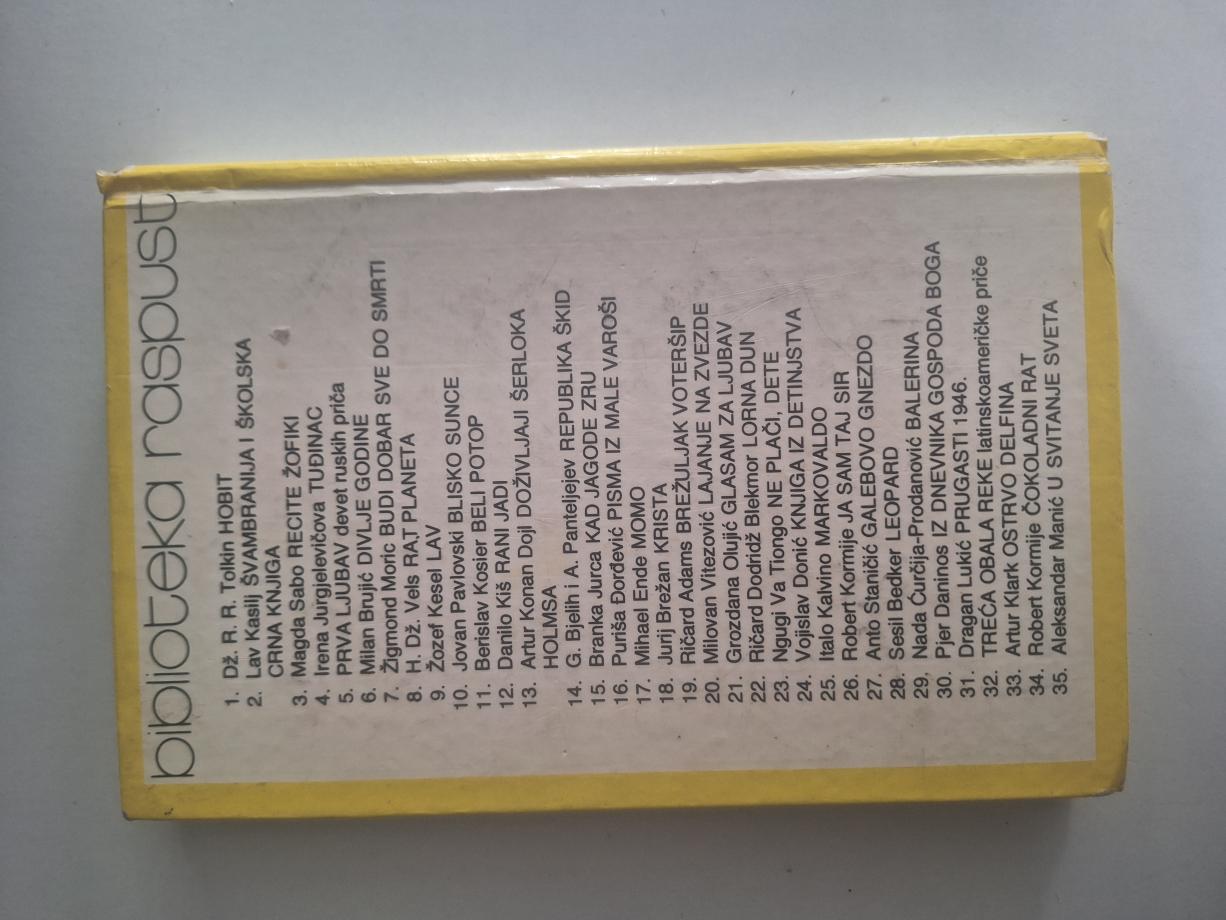 biblioteka raspust
1. Dž. R. R. Tolkin HOBIT
2. Lav Kasilj ŠVAMBRANIJA I ŠKOLSKA
CRNA KNJIGA
3. Magda Sabo RECITE ŽOFIKI
4. Irena Jurgjelevičova TUĐINAC
5. PRVA LJUBAV devet ruskih priča
6. Milan Brujić DIVLJE GODINE
7. Žigmond Moric BUDI DOBAR SVE DO SMRTI
8. H. Dž. Vels RAT PLANETA
9. Žozef Kesel LAV
10. Jovan Pavlovski BLISKO SUNCE
11. Berislav Kosier BELI POTOP
12. Danilo Kiš RANI JADI
13. Artur Konan Dojl DOŽIVLJAJI ŠERLOKA
HOLMSA
14. G. Bjelih i A. Panteljejev REPUBLIKA ŠKID
15. Branka Jurca KAD JAGODE ZRU
16. Puriša Đorđević PISMA IZ MALE VAROŠI
17. Mihael Ende MOMO
18. Jurij Brežan KRISTA
19. Ričard Adams BREŽULJAK VOTERŠIP
20. Milovan Vitezović LAJANJE NA ZVEZDE
21. Grozdana Olujić GLASAM ZA LJUBAV
22. Ričard Dodridž Blekmor LORNA DUN
23. Ngugi Va Tiongo NE PLAČI, DETE
24. Vojislav Donić KNJIGA IZ DETINJSTVA
25. Italo Kalvino MARKOVALDO
26. Robert Kormije JA SAM TAJ SIR
27. Anto Staničić GALEBOVO GNEZDO
28. Sesil Bedker LEOPARD
29. Nada Ćurčija-Prodanović BALERINA
30. Pjer Daninos IZ DNEVNIKA GOSPODA BOGA
31. Dragan Lukić PRUGASTI 1946.
32. TREĆA OBALA REKE latinskoameričke priče
33. Artur Klark OSTRVO DELFINA
34. Robert Kormije ČOKOLADNI RAT
35. Aleksandar Manić U SVITANJE SVETA